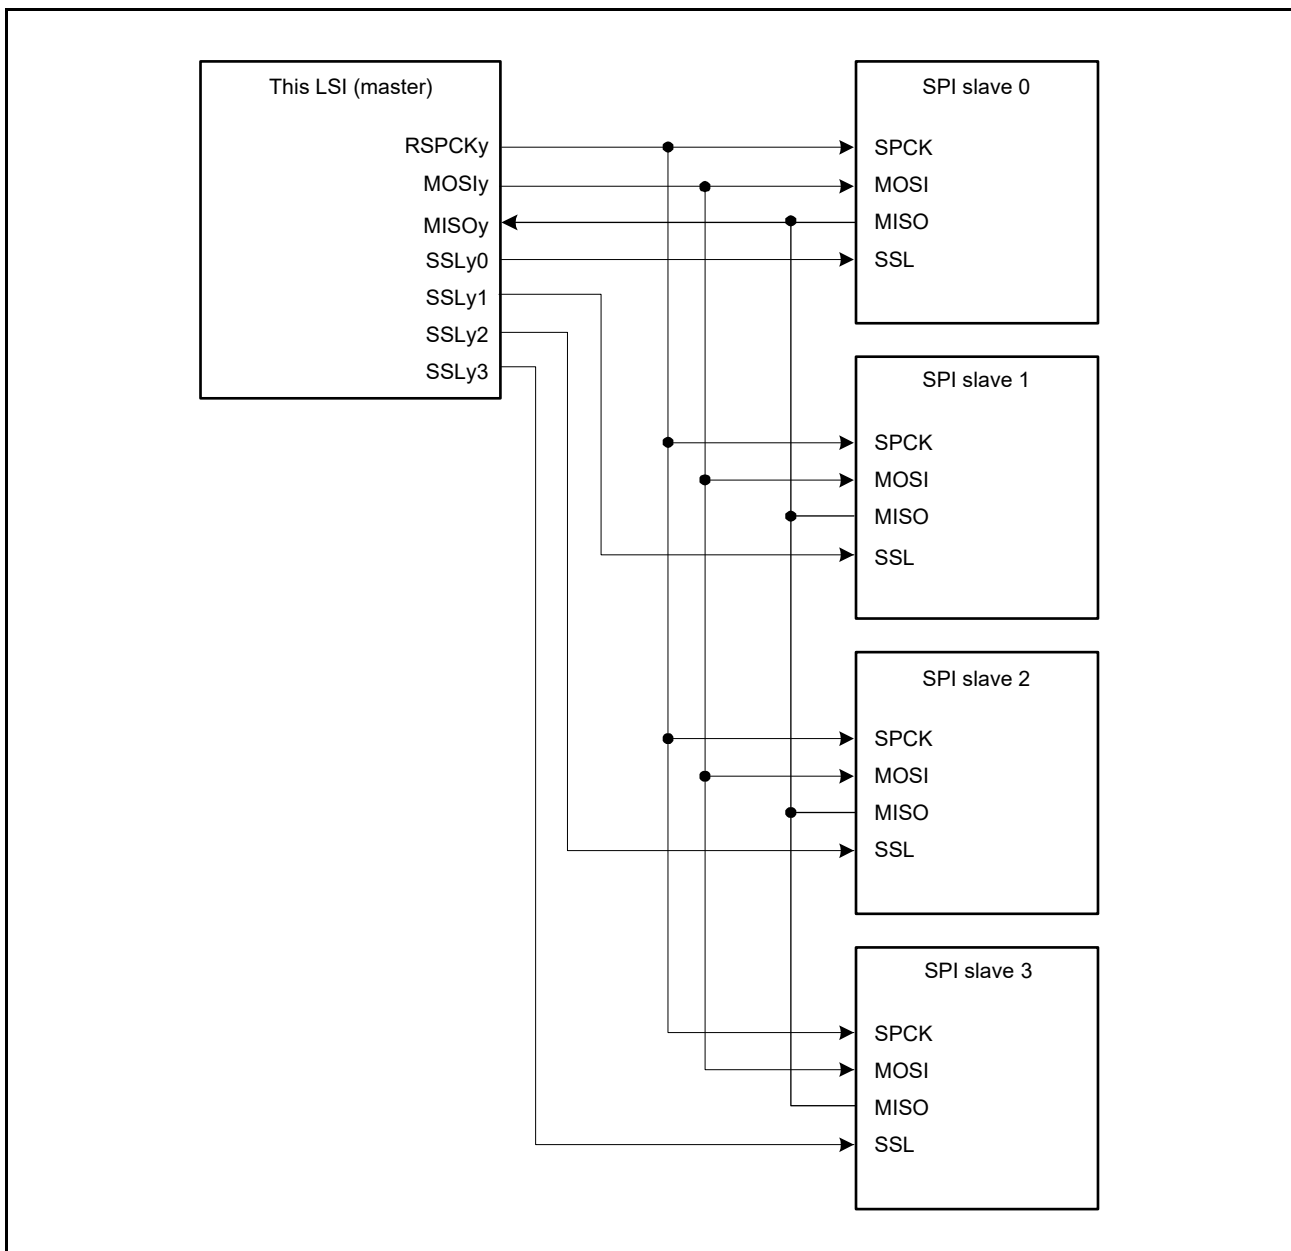 This LSI (master)
RSPCKy
MOSIy
MISOy
SSLy0
SSLy1
SSLy2
SSLy3
SPI slave 0
SPCK
MOSI
MISO
SSL
SPI slave 1
SPCK
MOSI
MISO
SSL
SPI slave 2
SPCK
MOSI
MISO
SSL
SPI slave 3
SPCK
MOSI
MISO
SSL